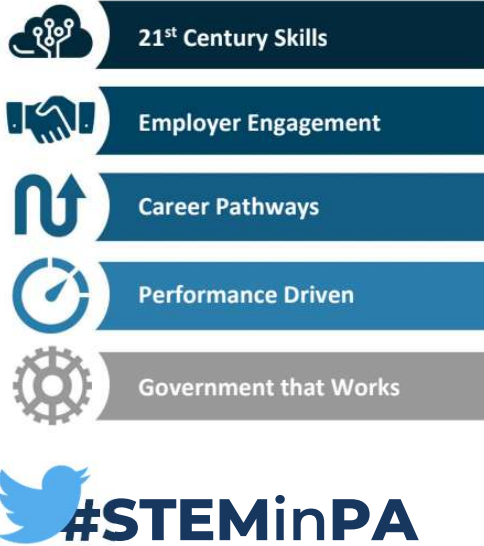 21st Century Skills
Employer Engagement
Career Pathways
Performance Driven
Government that Works
#STEMinPA